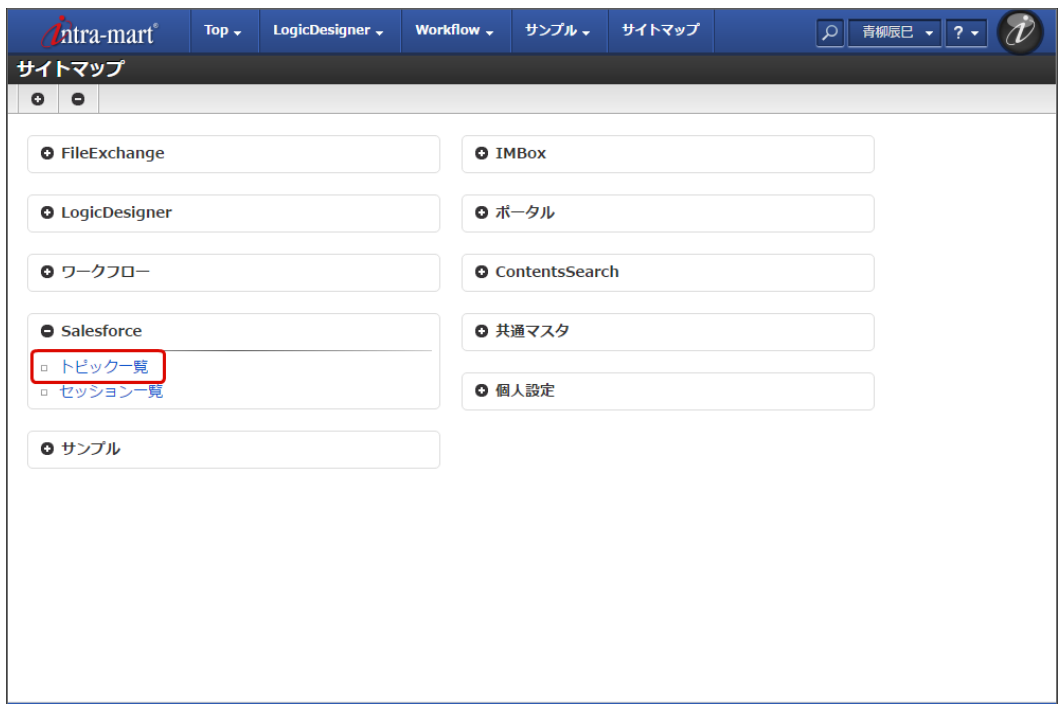 intra-mart®
Top
LogicDesigner
Workflow
サンプル
サイトマップ
青柳辰巳
?
サイトマップ
FileExchange
LogicDesigner
ワークフロー
Salesforce
トピック一覧
セッション一覧
サンプル
IMBox
ポータル
ContentsSearch
共通マスタ
個人設定